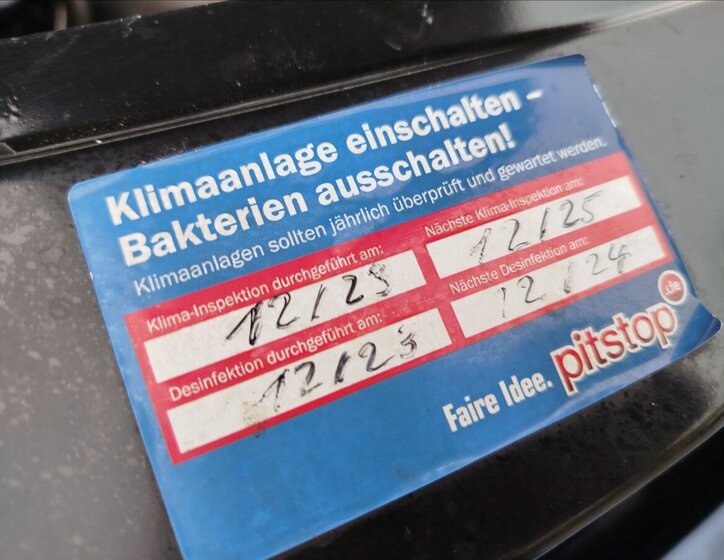 Klimaanlage einschalten –
Bakterien ausschalten!
Klimaanlagen sollten jährlich überprüft und gewartet werden.
Klima-Inspektion durchgeführt am:
12/23
Nächste Klima-Inspektion am:
12/25
Desinfektion durchgeführt am:
12/23
Nächste Desinfektion am:
12/24
Faire Idee.
pitstop.de